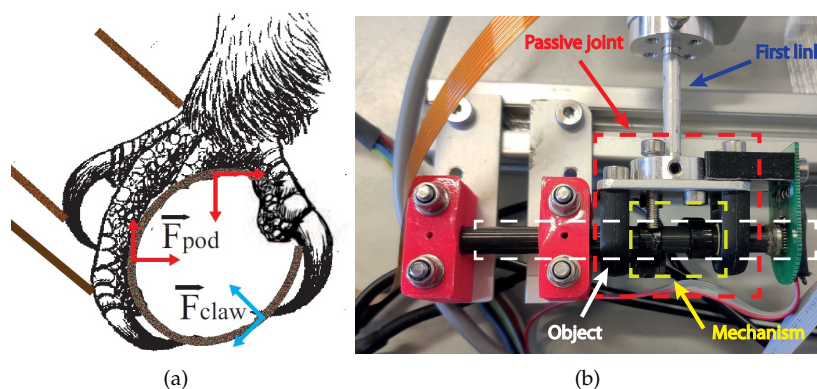 F pod
F claw
(a)
Passive joint
First link
Object
Mechanism
(b)